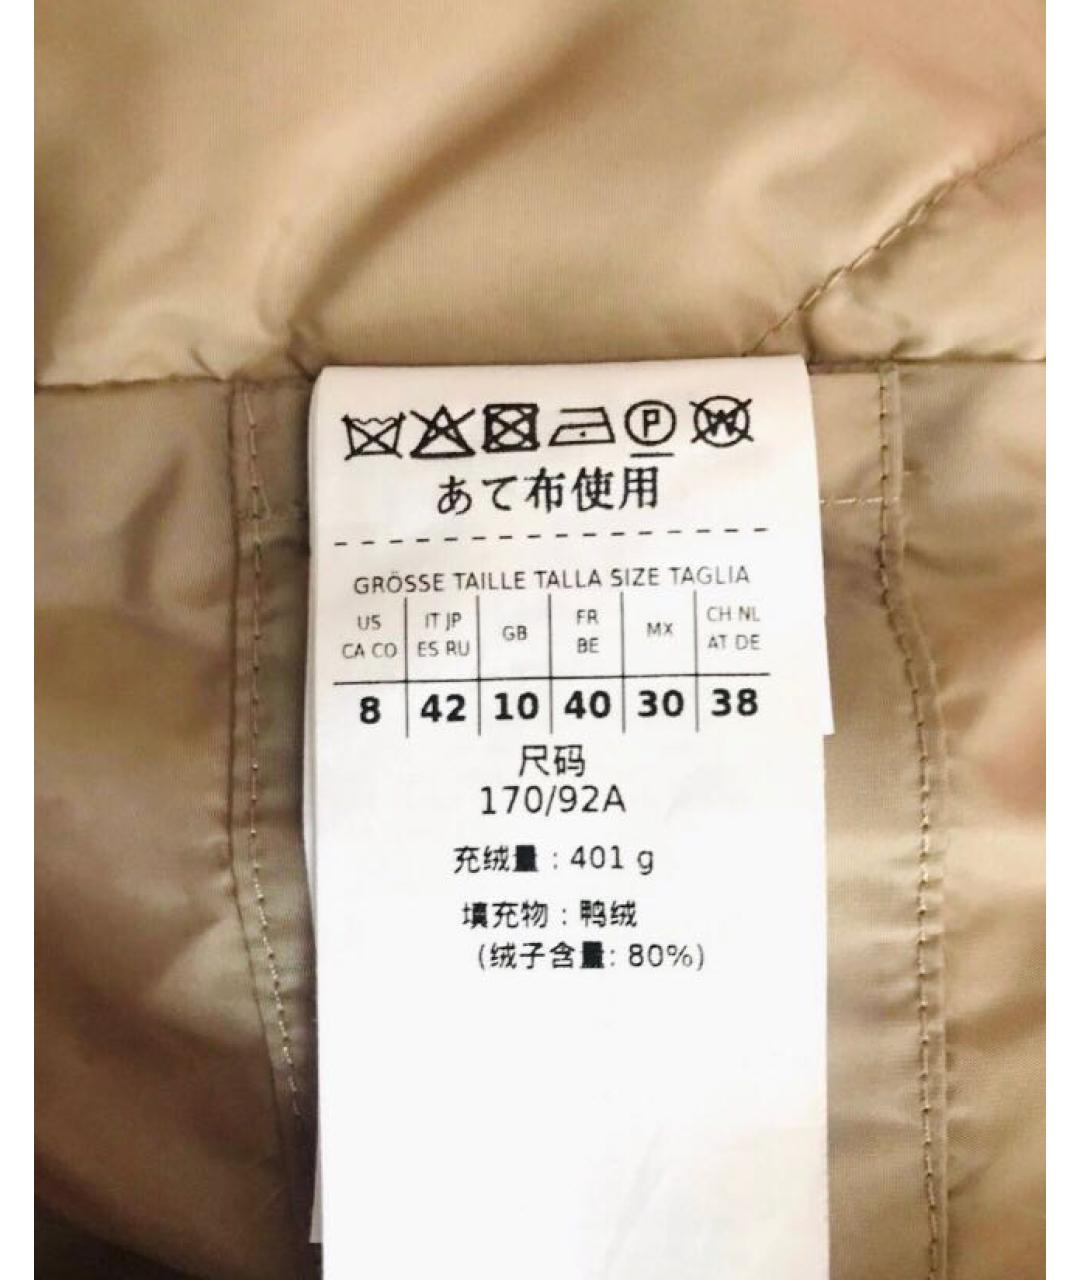 P W
あて布使用
GRÖSSE TAILLE TALLA SIZE TAGLIA
US IT JP GB FR MX CH NL
CA CO ES RU BE AT DE
8 42 10 40 30 38
尺码
170/92A
充绒量：401 g
填充物：鸭绒
(绒子含量: 80%)